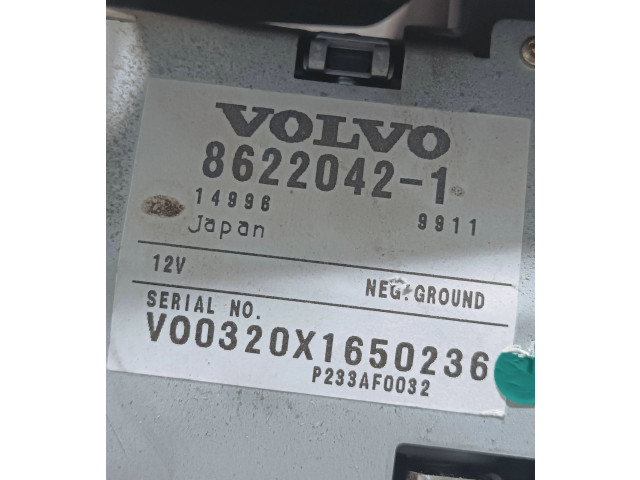 VOLVO
8622042-1
14996 9911
Japan
12V NEG. GROUND
SERIAL NO.
V00320X1650236
P233AF0032